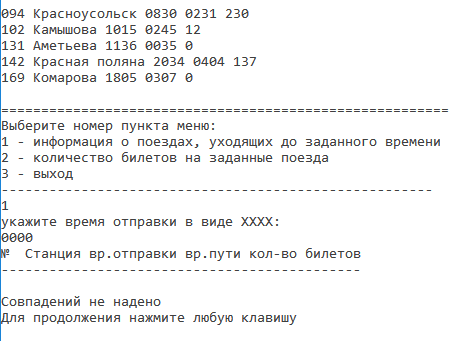 094 Красноусольск 0830 0231 230
102 Камышова 1015 0245 12
131 Аметьева 1136 0035 0
142 Красная поляна 2034 0404 137
169 Комарова 1805 0307 0
========================================================
Выберите номер пункта меню:
1 - информация о поездах, уходящих до заданного времени
2 - количество билетов на заданные поезда
3 - выход
------------------------------------------------------
1
укажите время отправки в виде XXXX:
0000
№  Станция вр.отправки вр.пути кол-во билетов
---------------------------------------------
Совпадений не надено
Для продолжения нажмите любую клавишу